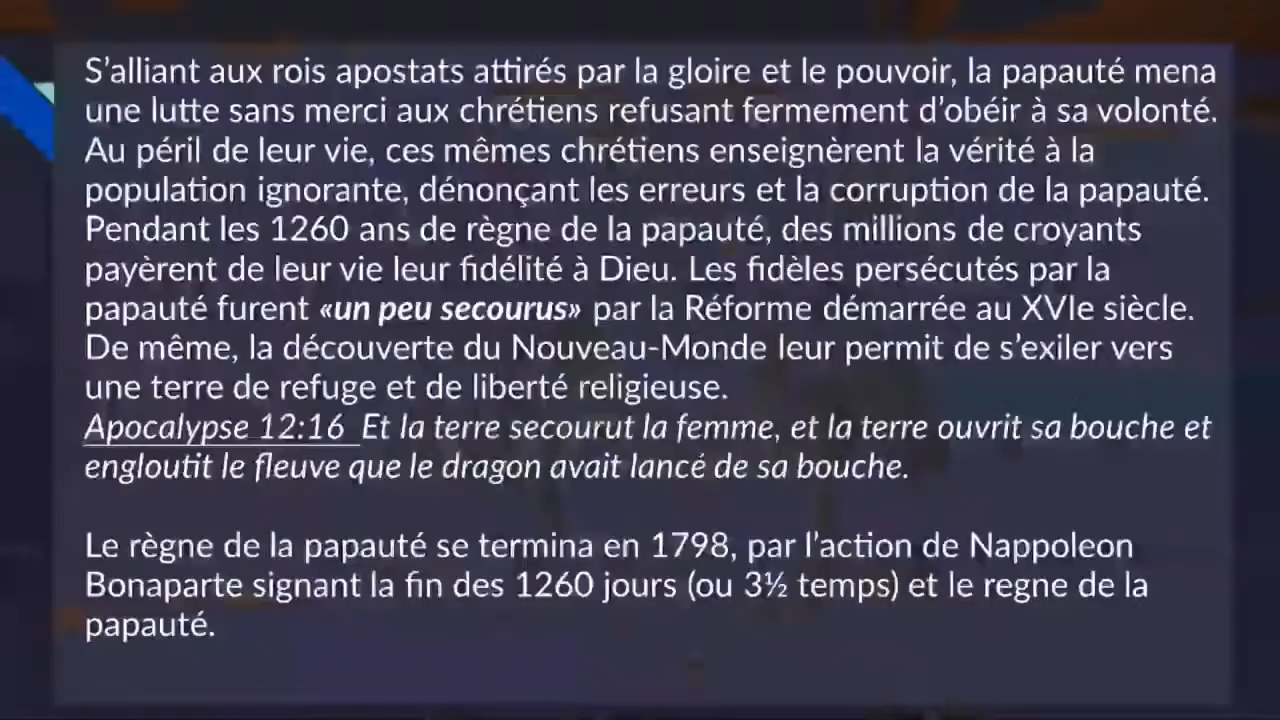 S’alliant aux rois apostats attirés par la gloire et le pouvoir, la papauté mena
une lutte sans merci aux chrétiens refusant fermement d’obéir à sa volonté.
Au péril de leur vie, ces mêmes chrétiens enseignèrent la vérité à la
population ignorante, dénonçant les erreurs et la corruption de la papauté.
Pendant les 1260 ans de règne de la papauté, des millions de croyants
payèrent de leur vie leur fidélité à Dieu. Les fidèles persécutés par la
papauté furent «un peu secourus» par la Réforme démarrée au XVIe siècle.
De même, la découverte du Nouveau-Monde leur permit de s’exiler vers
une terre de refuge et de liberté religieuse.
Apocalypse 12:16 Et la terre secourut la femme, et la terre ouvrit sa bouche et
engloutit le fleuve que le dragon avait lancé de sa bouche.
Le règne de la papauté se termina en 1798, par l’action de Nappoleon
Bonaparte signant la fin des 1260 jours (ou 3½ temps) et le regne de la
papauté.